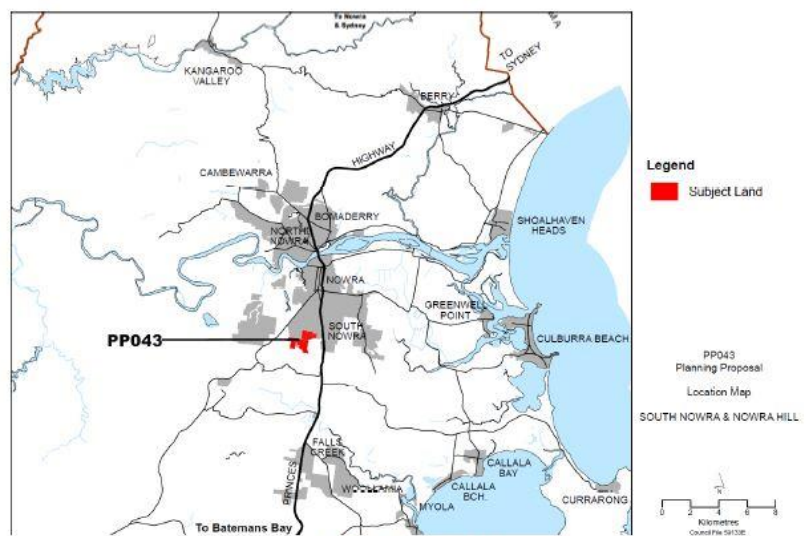 To Nowra
& Sydney
TO
SYDNEY
KANGAROO
VALLEY
BERRY
HIGHWAY
CAMBEWARRA
BOMADERRY
NORTH
NOWRA
SHOALHAVEN
HEADS
NOWRA
GREENWELL
POINT
SOUTH
NOWRA
PP043
CULBURRA BEACH
FALLS
CREEK
PRINCES
WOOLLAMIA
CALLALA
BAY
CALLALA
BCH.
MYOLA
CURRARONG
To Batemans Bay
Legend
Subject Land
PP043
Planning Proposal
Location Map
SOUTH NOWRA & NOWRA HILL
N
0 2 4 6 8
Kilometres